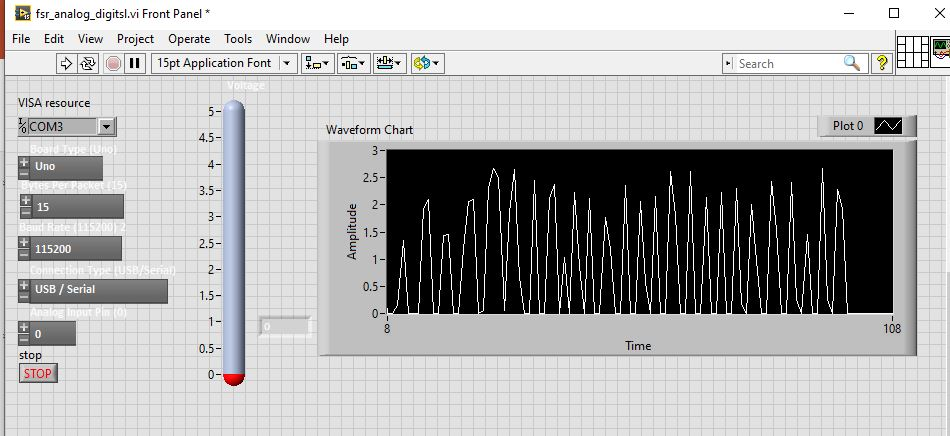 fsr_analog_digitsl.vi Front Panel *
File Edit View Project Operate Tools Window Help
15pt Application Font
Search
?
15
Voltage
VISA resource
I/O COM3
Board Type (Uno)
Uno
Bytes Per Packet (15)
15
Baud Rate (115200) 2
115200
Connection Type (USB/Serial)
USB / Serial
Analog Input Pin (0)
0
stop
STOP
5
4.5
4
3.5
3
2.5
2
1.5
1
0.5
0
0
Waveform Chart
Plot 0
Amplitude
3
2.5
2
1.5
1
0.5
0
8
108
Time